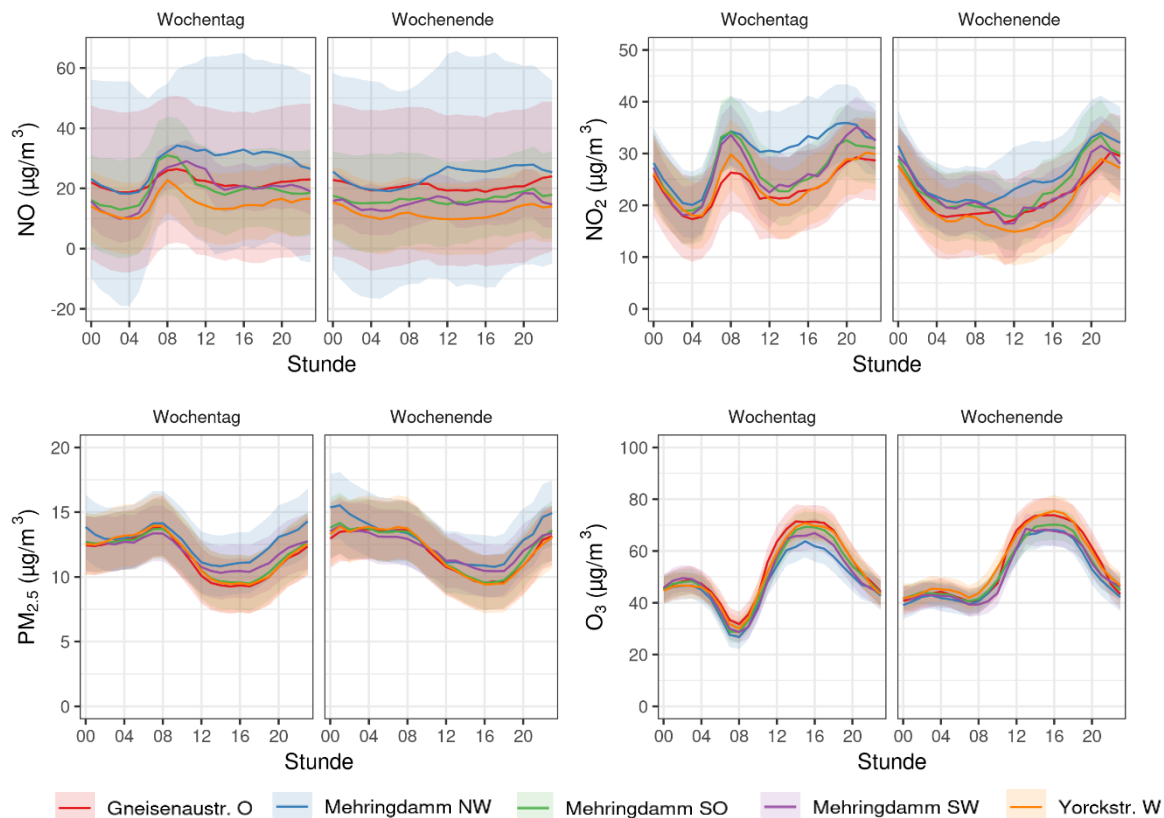 Wochentag Wochenende Wochentag Wochenende
NO (µg/m³)
60
40
20
0
-20
00 04 08 12 16 20 00 04 08 12 16 20
Stunde
NO₂ (µg/m³)
50
40
30
20
10
0
00 04 08 12 16 20 00 04 08 12 16 20
Stunde
Wochentag Wochenende Wochentag Wochenende
PM₂.₅ (µg/m³)
20
15
10
5
0
00 04 08 12 16 20 00 04 08 12 16 20
Stunde
O₃ (µg/m³)
100
80
60
40
20
0
00 04 08 12 16 20 00 04 08 12 16 20
Stunde
Gneisenaustr. O Mehringdamm NW Mehringdamm SO Mehringdamm SW Yorckstr. W